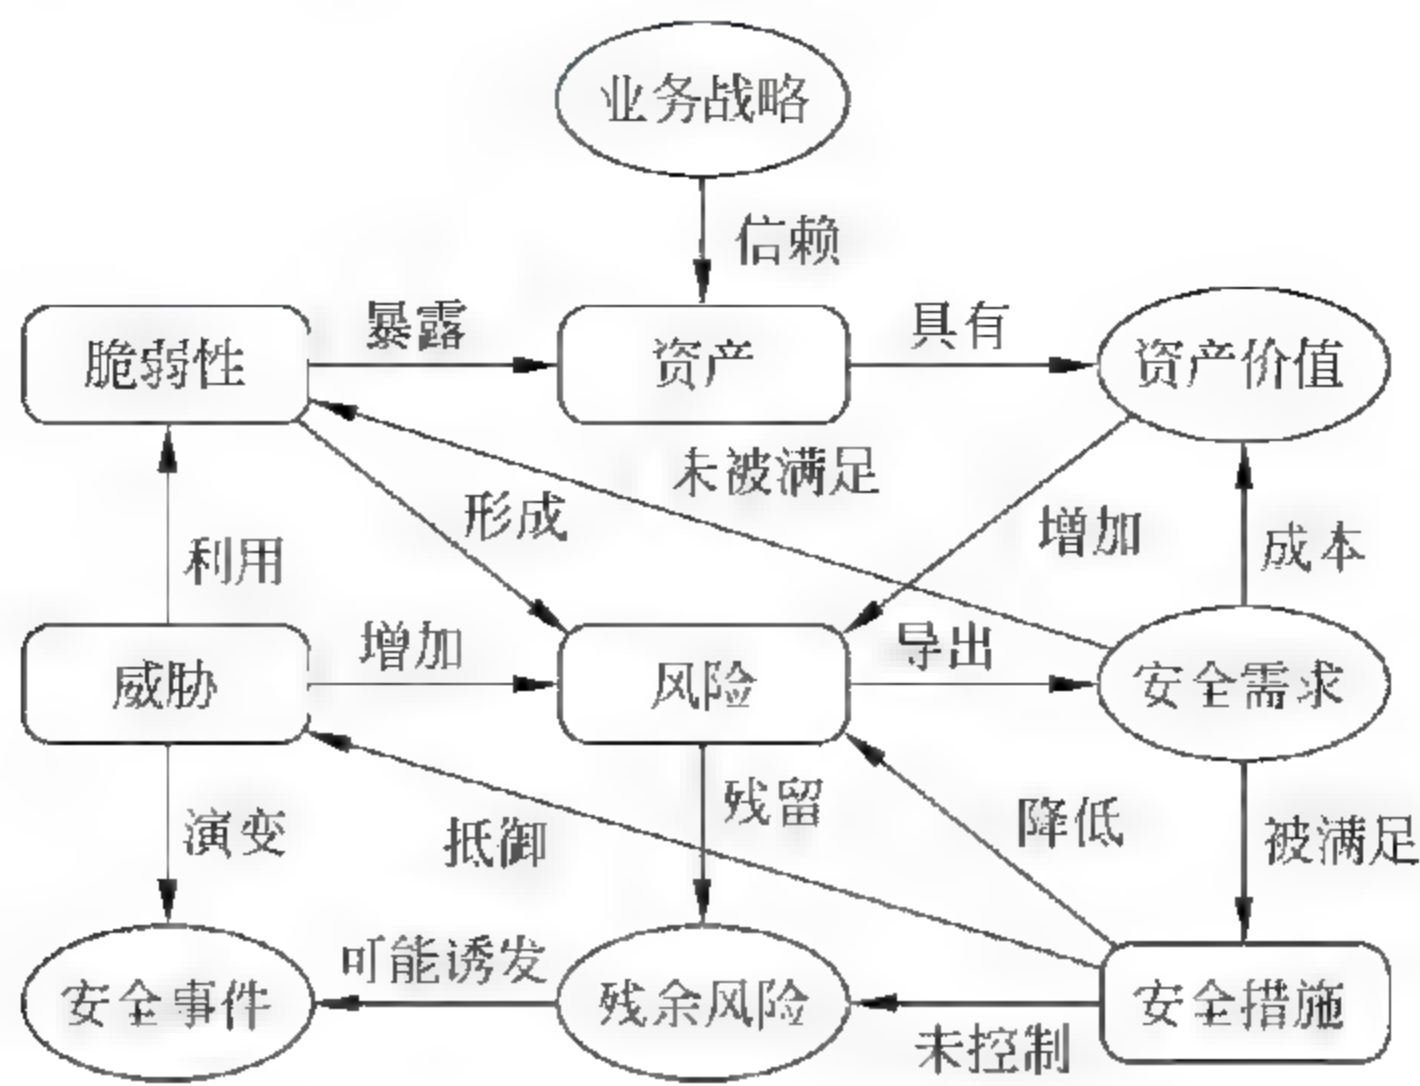 业务战略
信赖
脆弱性
暴露
资产
具有
资产价值
未被满足
形成
增加
利用
成本
威胁
增加
风险
导出
安全需求
演变
抵御
残留
降低
被满足
安全事件
可能诱发
残余风险
未控制
安全措施